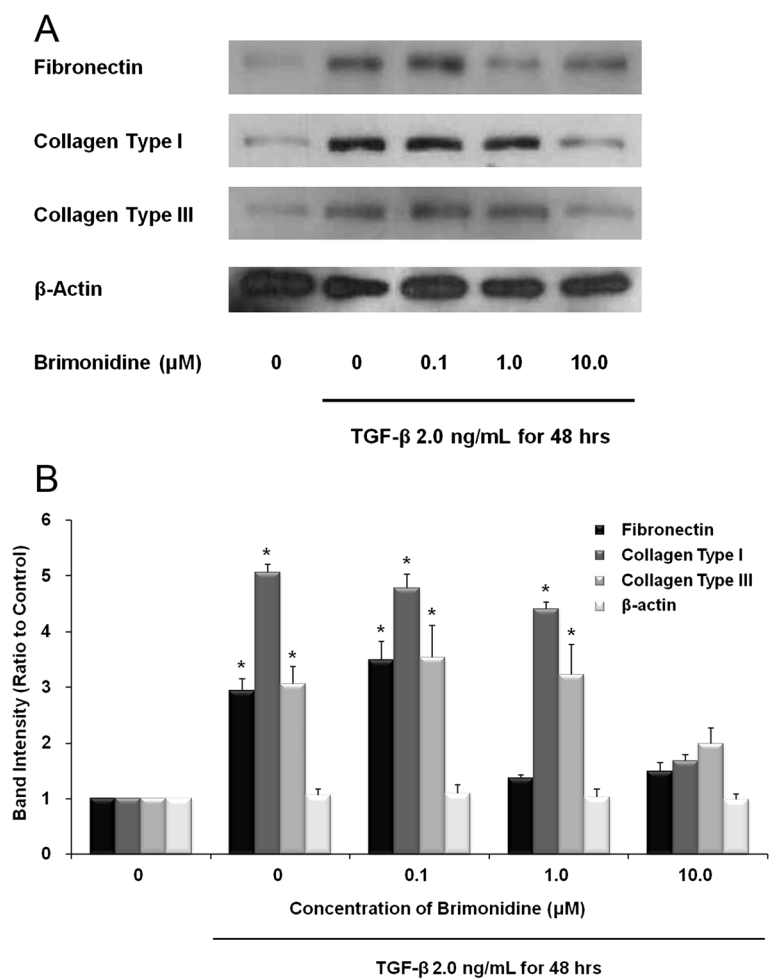 A
Fibronectin
Collagen Type I
Collagen Type III
β-Actin
Brimonidine (µM) 0 0 0.1 1.0 10.0
TGF-β 2.0 ng/mL for 48 hrs
B
Band Intensity (Ratio to Control)
6
5
4
3
2
1
0
* * *
* * *
* *
Fibronectin
Collagen Type I
Collagen Type III
β-actin
0 0 0.1 1.0 10.0
Concentration of Brimonidine (µM)
TGF-β 2.0 ng/mL for 48 hrs